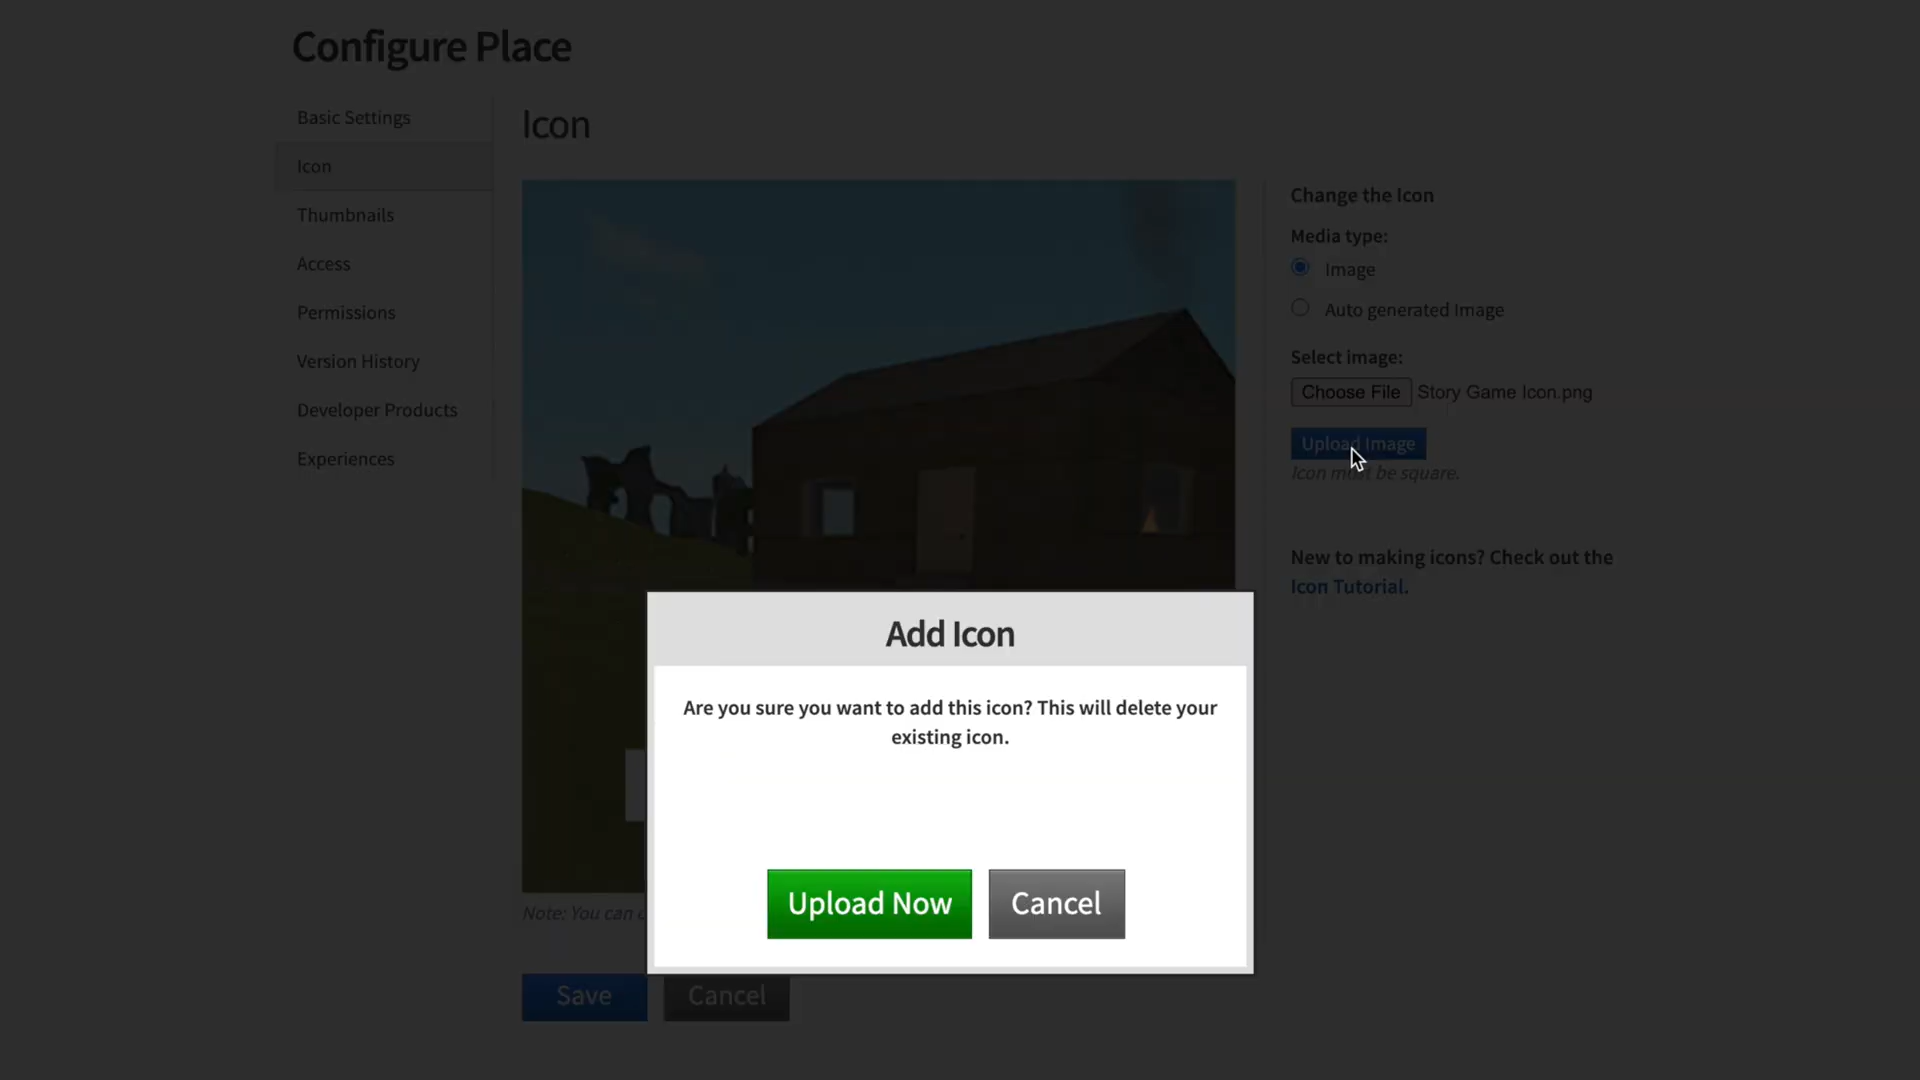 Configure Place
Basic Settings
Icon
Thumbnails
Access
Permissions
Version History
Developer Products
Experiences
Icon
Change the Icon
Media type:
Image
Auto generated Image
Select image:
Choose File Story Game Icon.png
Upload Image
Icon must be square.
New to making icons? Check out the
Icon Tutorial.
Add Icon
Are you sure you want to add this icon? This will delete your
existing icon.
Upload Now
Cancel
Note: You can
Save
Cancel